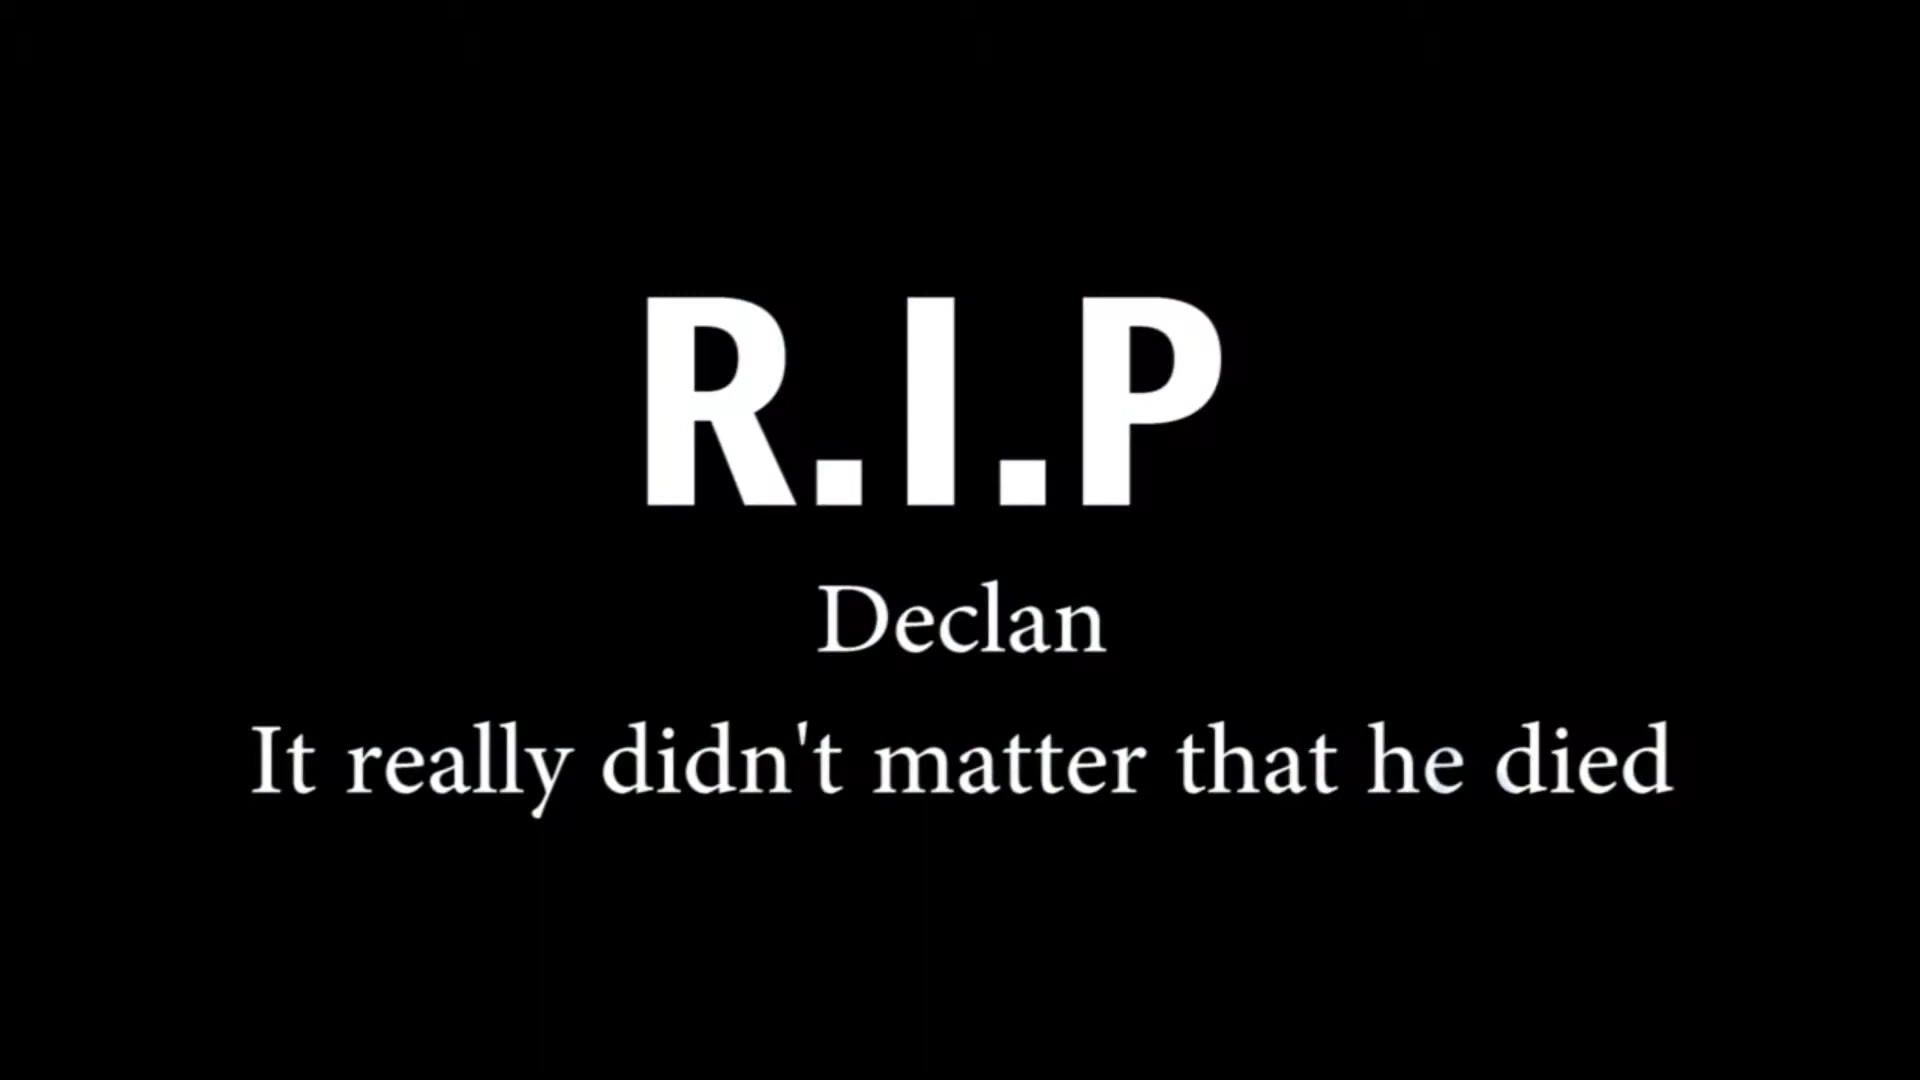 R.I.P
Declan
It really didn't matter that he died